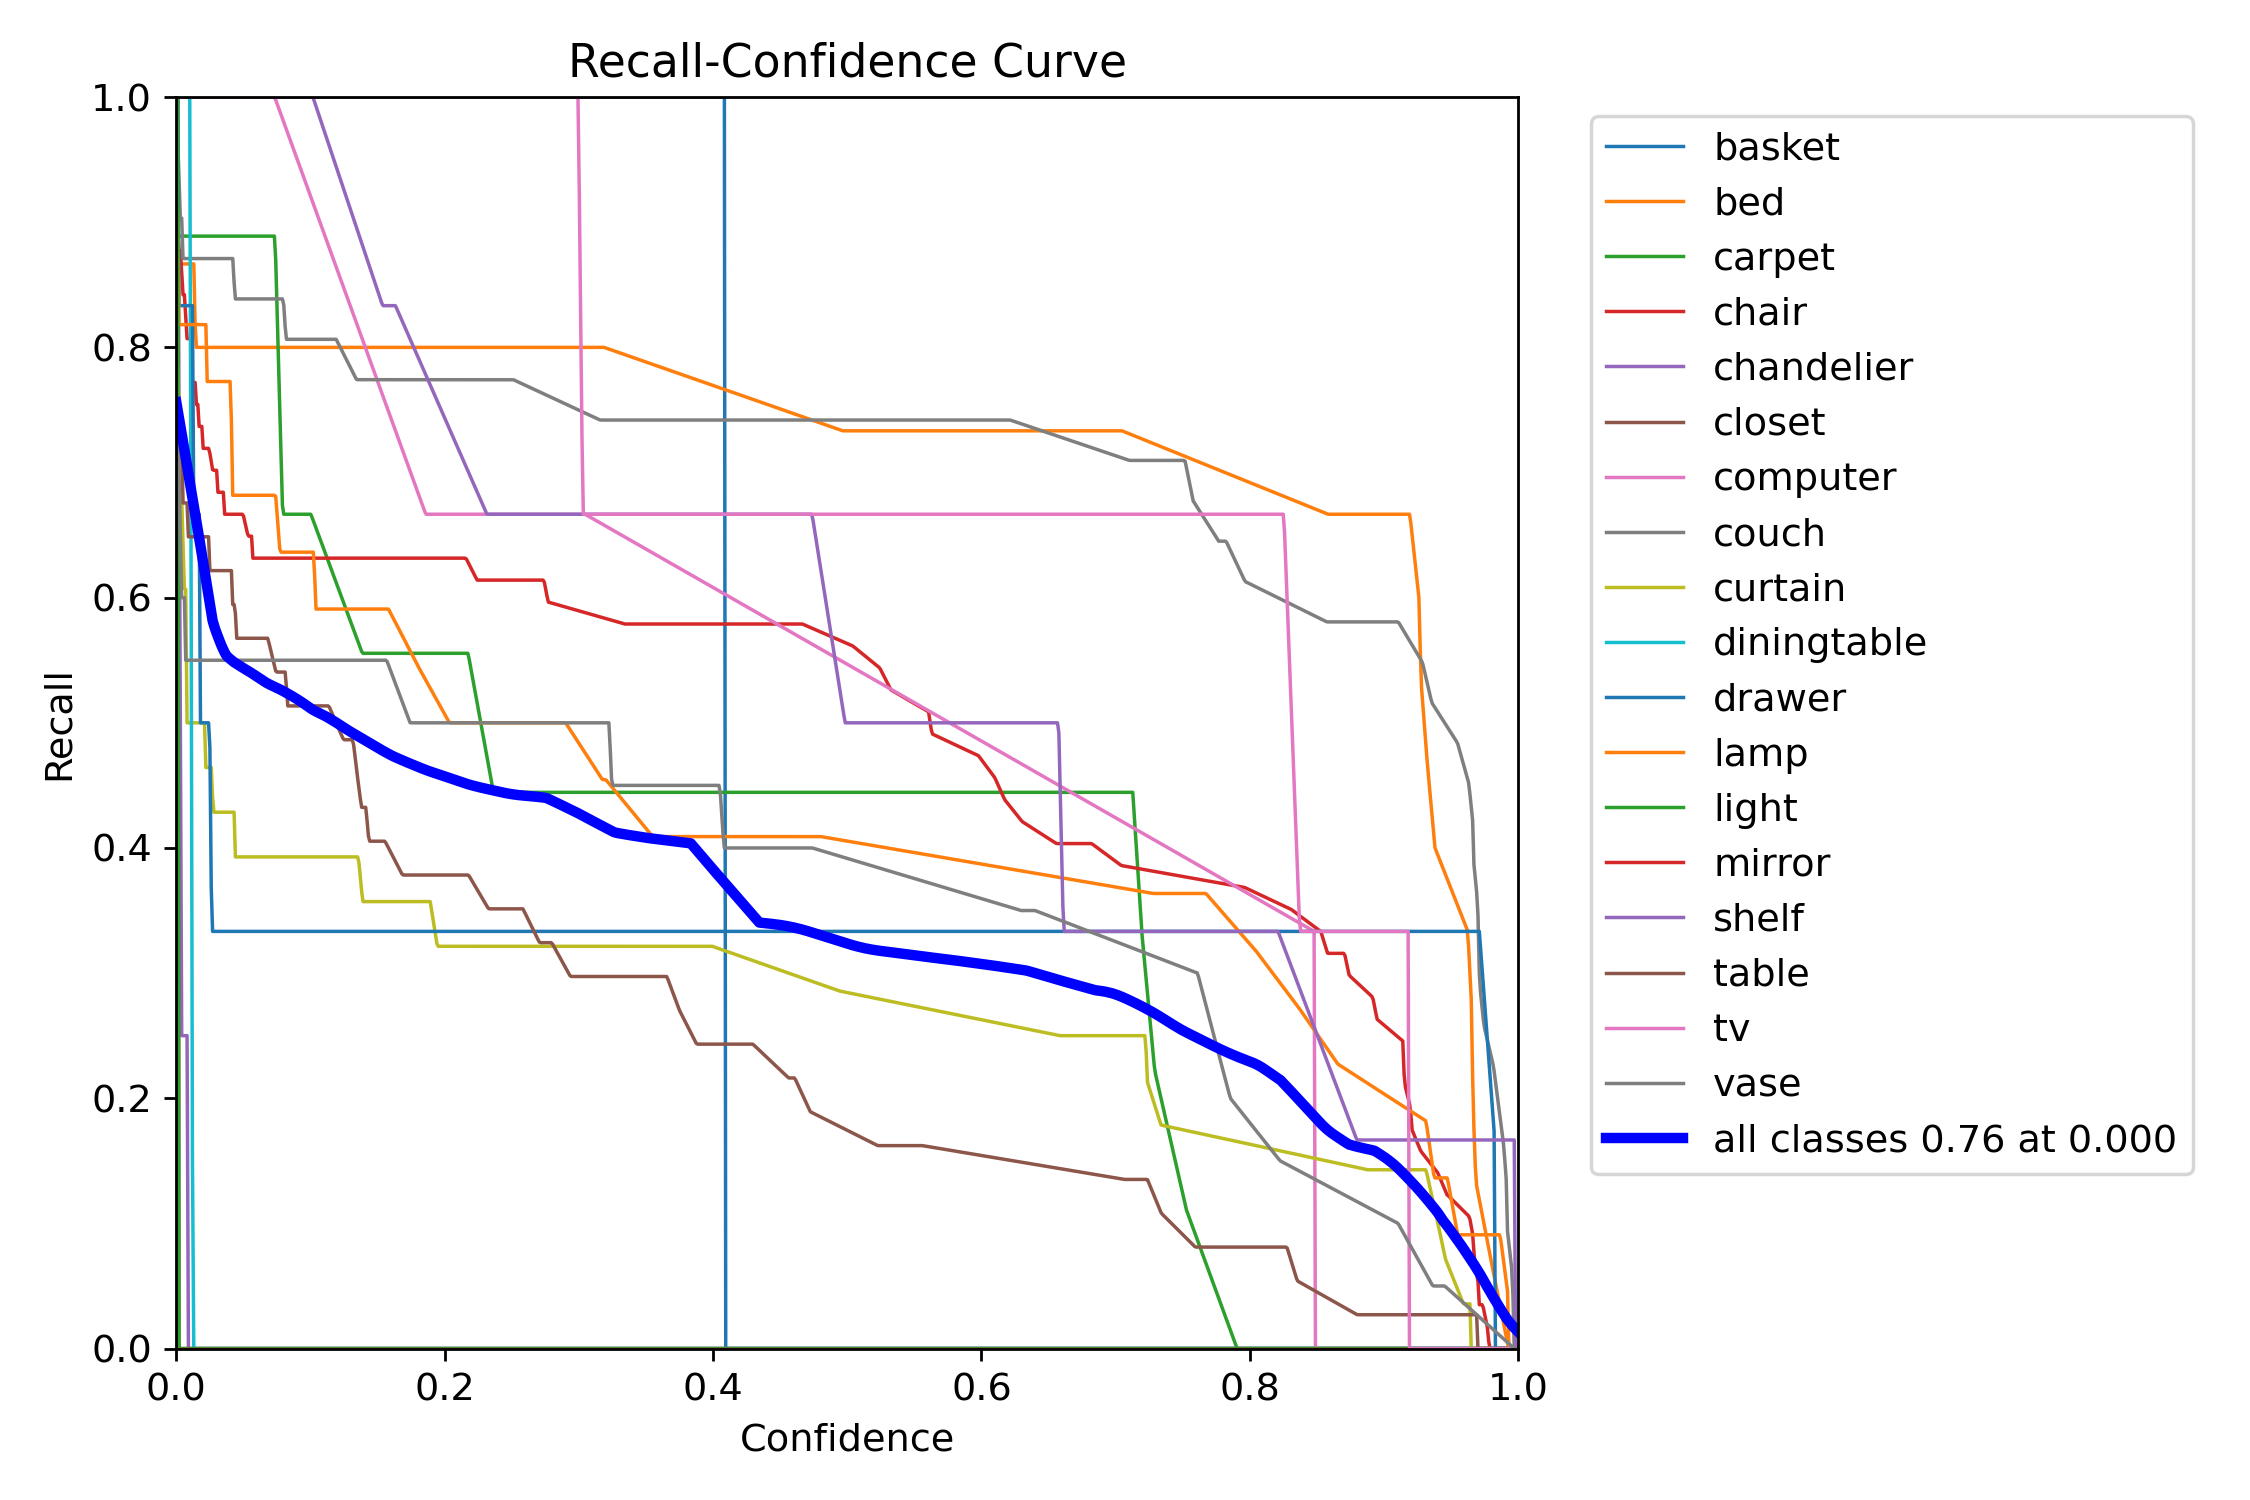 Recall-Confidence Curve
1.0
0.8
0.6
0.4
0.2
0.0
Recall
0.0 0.2 0.4 0.6 0.8 1.0
Confidence
basket
bed
carpet
chair
chandelier
closet
computer
couch
curtain
diningtable
drawer
lamp
light
mirror
shelf
table
tv
vase
all classes 0.76 at 0.000